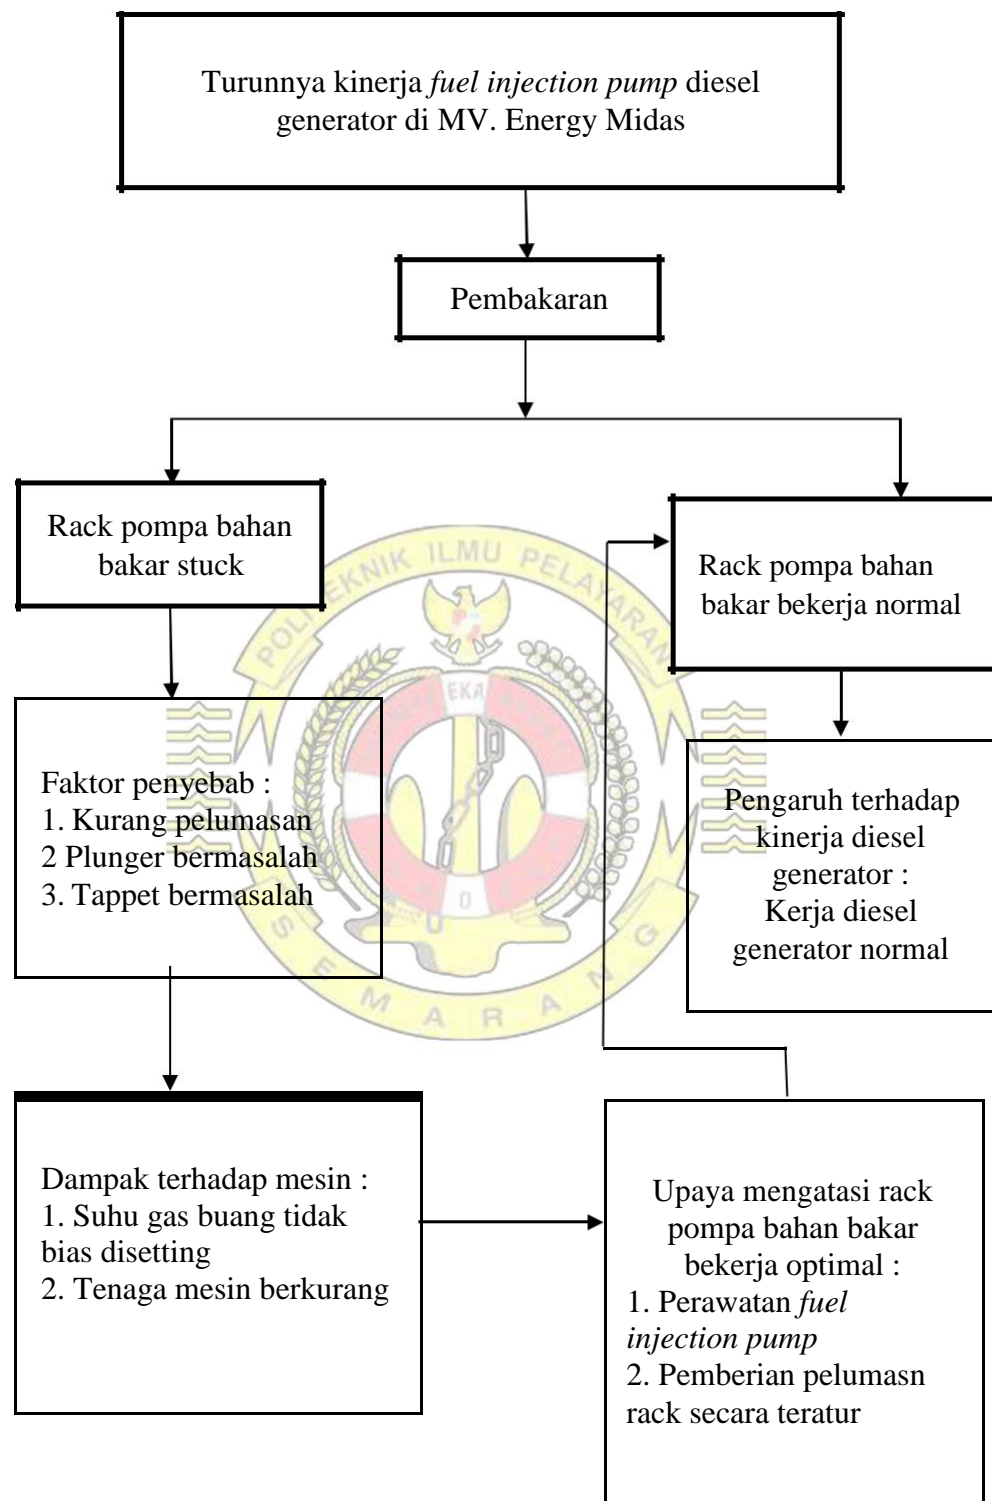 Turunnya kinerja fuel injection pump diesel
generator di MV. Energy Midas
Pembakaran
Rack pompa bahan
bakar stuck
Rack pompa bahan
bakar bekerja normal
Faktor penyebab :
1. Kurang pelumasan
2 Plunger bermasalah
3. Tappet bermasalah
Pengaruh terhadap
kinerja diesel
generator :
Kerja diesel
generator normal
Dampak terhadap mesin :
1. Suhu gas buang tidak
bias disetting
2. Tenaga mesin berkurang
Upaya mengatasi rack
pompa bahan bakar
bekerja optimal :
1. Perawatan fuel
injection pump
2. Pemberian pelumasn
rack secara teratur
POLITEKNIK ILMU PELAYARAN
SEMARANG